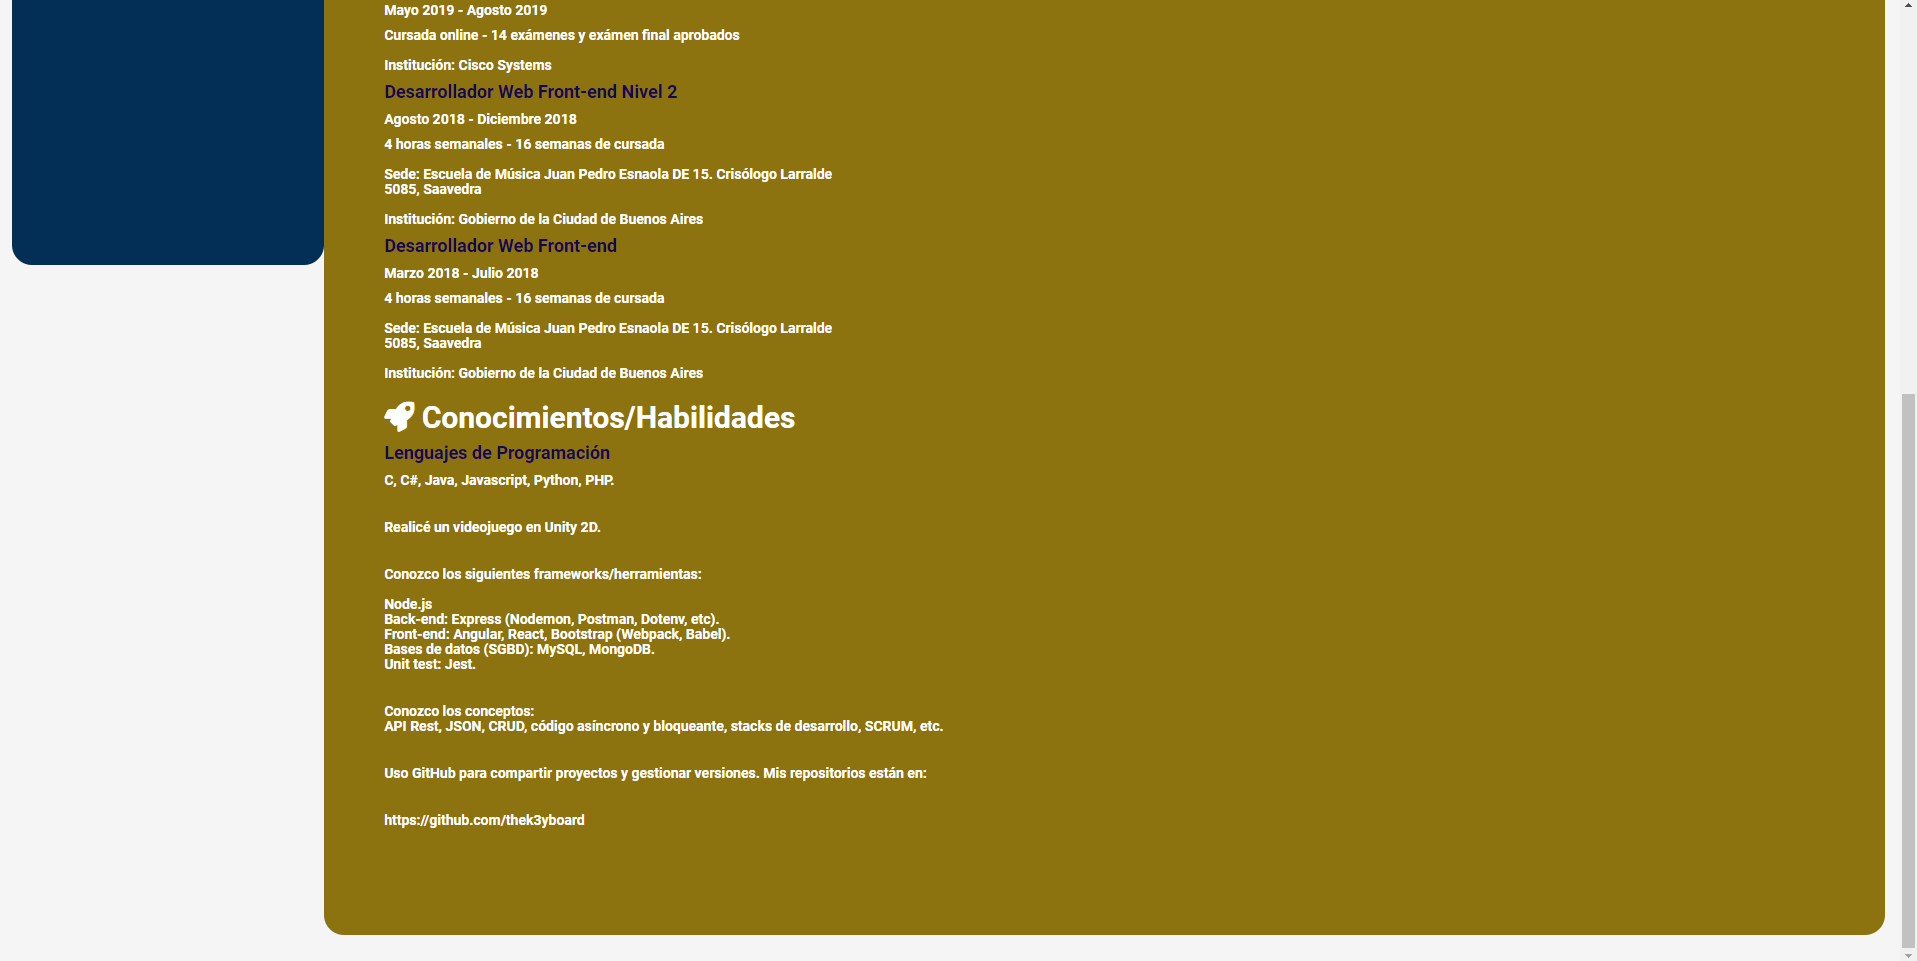 Mayo 2019 - Agosto 2019
Cursada online - 14 exámenes y exámen final aprobados
Institución: Cisco Systems
Desarrollador Web Front-end Nivel 2
Agosto 2018 - Diciembre 2018
4 horas semanales - 16 semanas de cursada
Sede: Escuela de Música Juan Pedro Esnaola DE 15. Crisólogo Larralde
5085, Saavedra
Institución: Gobierno de la Ciudad de Buenos Aires
Desarrollador Web Front-end
Marzo 2018 - Julio 2018
4 horas semanales - 16 semanas de cursada
Sede: Escuela de Música Juan Pedro Esnaola DE 15. Crisólogo Larralde
5085, Saavedra
Institución: Gobierno de la Ciudad de Buenos Aires
Conocimientos/Habilidades
Lenguajes de Programación
C, C#, Java, Javascript, Python, PHP.
Realicé un videojuego en Unity 2D.
Conozco los siguientes frameworks/herramientas:
Node.js
Back-end: Express (Nodemon, Postman, Dotenv, etc).
Front-end: Angular, React, Bootstrap (Webpack, Babel).
Bases de datos (SGBD): MySQL, MongoDB.
Unit test: Jest.
Conozco los conceptos:
API Rest, JSON, CRUD, código asíncrono y bloqueante, stacks de desarrollo, SCRUM, etc.
Uso GitHub para compartir proyectos y gestionar versiones. Mis repositorios están en:
https://github.com/thek3yboard